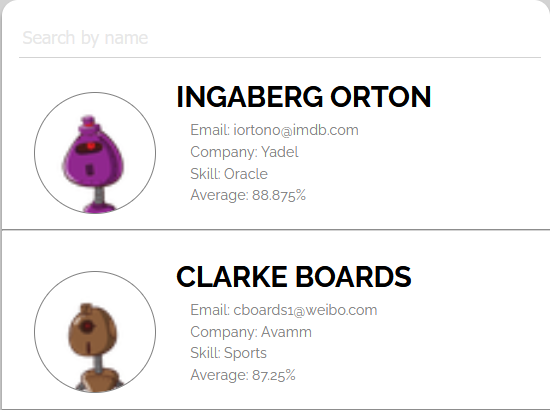 Search by name
INGABERG ORTON
Email: iortono@imdb.com
Company: Yadel
Skill: Oracle
Average: 88.875%
CLARKE BOARDS
Email: cboards1@weibo.com
Company: Avamm
Skill: Sports
Average: 87.25%